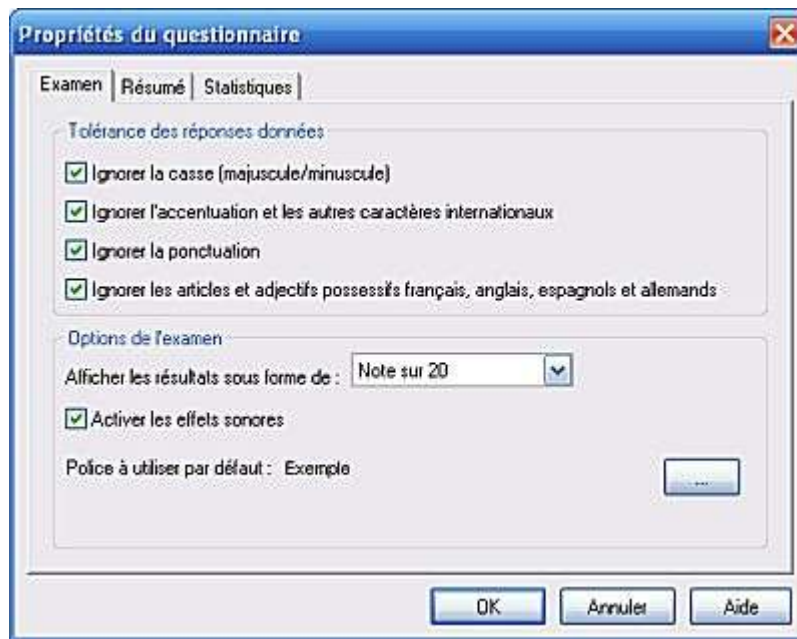 Propriétés du questionnaire
Examen Résumé Statistiques
Tolérance des réponses données
Ignorer la casse (majuscule/minuscule)
Ignorer l'accentuation et les autres caractères internationaux
Ignorer la ponctuation
Ignorer les articles et adjectifs possessifs français, anglais, espagnols et allemands
Options de l'examen
Afficher les résultats sous forme de : Note sur 20
Activer les effets sonores
Police à utiliser par défaut : Exemple ...
OK Annuler Aide